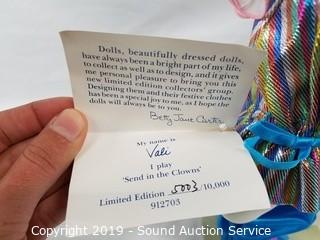 Dolls, beautifully dressed dolls,
have always been a bright part of my life,
to collect as well as to design, and it gives
me personal pleasure to bring you this
new limited edition collectors' group.
Designing them and their festive clothes
has been a special joy to me, as I hope the
dolls will always be to you.
Betty Jane Carter
My name is
Vali
I play
'Send in the Clowns'
Limited Edition 5003/10,000
912703
Copyright 2019 - Sound Auction Service